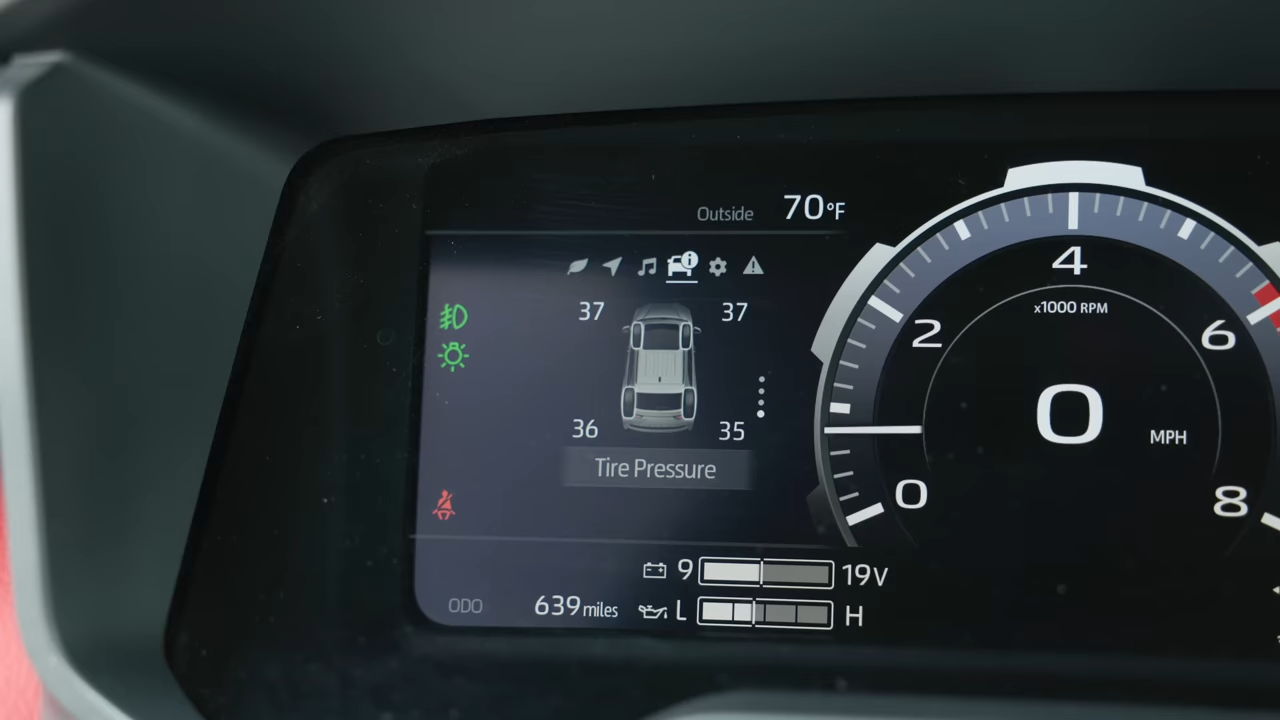 Outside 70°F
37 37
36 35
Tire Pressure
9 19V
ODO 639 miles L H
4
x1000 RPM
2 6
0
MPH
0 8